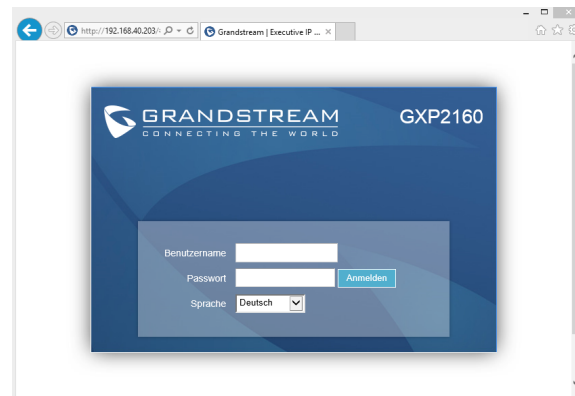 http://192.168.40.203/
Grandstream | Executive IP ...
GRANDSTREAM
CONNECTING THE WORLD
GXP2160
Benutzername
Passwort
Anmelden
Sprache
Deutsch